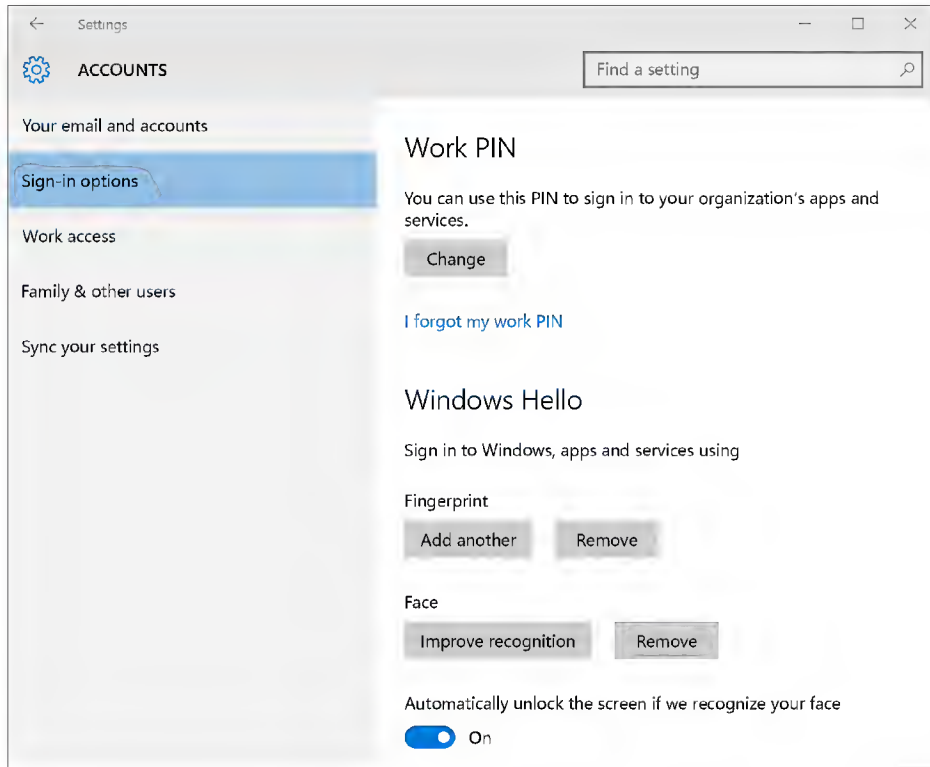 Settings
ACCOUNTS
Find a setting
Your email and accounts
Sign-in options
Work access
Family & other users
Sync your settings
Work PIN
You can use this PIN to sign in to your organization's apps and
services.
Change
I forgot my work PIN
Windows Hello
Sign in to Windows, apps and services using
Fingerprint
Add another
Remove
Face
Improve recognition
Remove
Automatically unlock the screen if we recognize your face
On